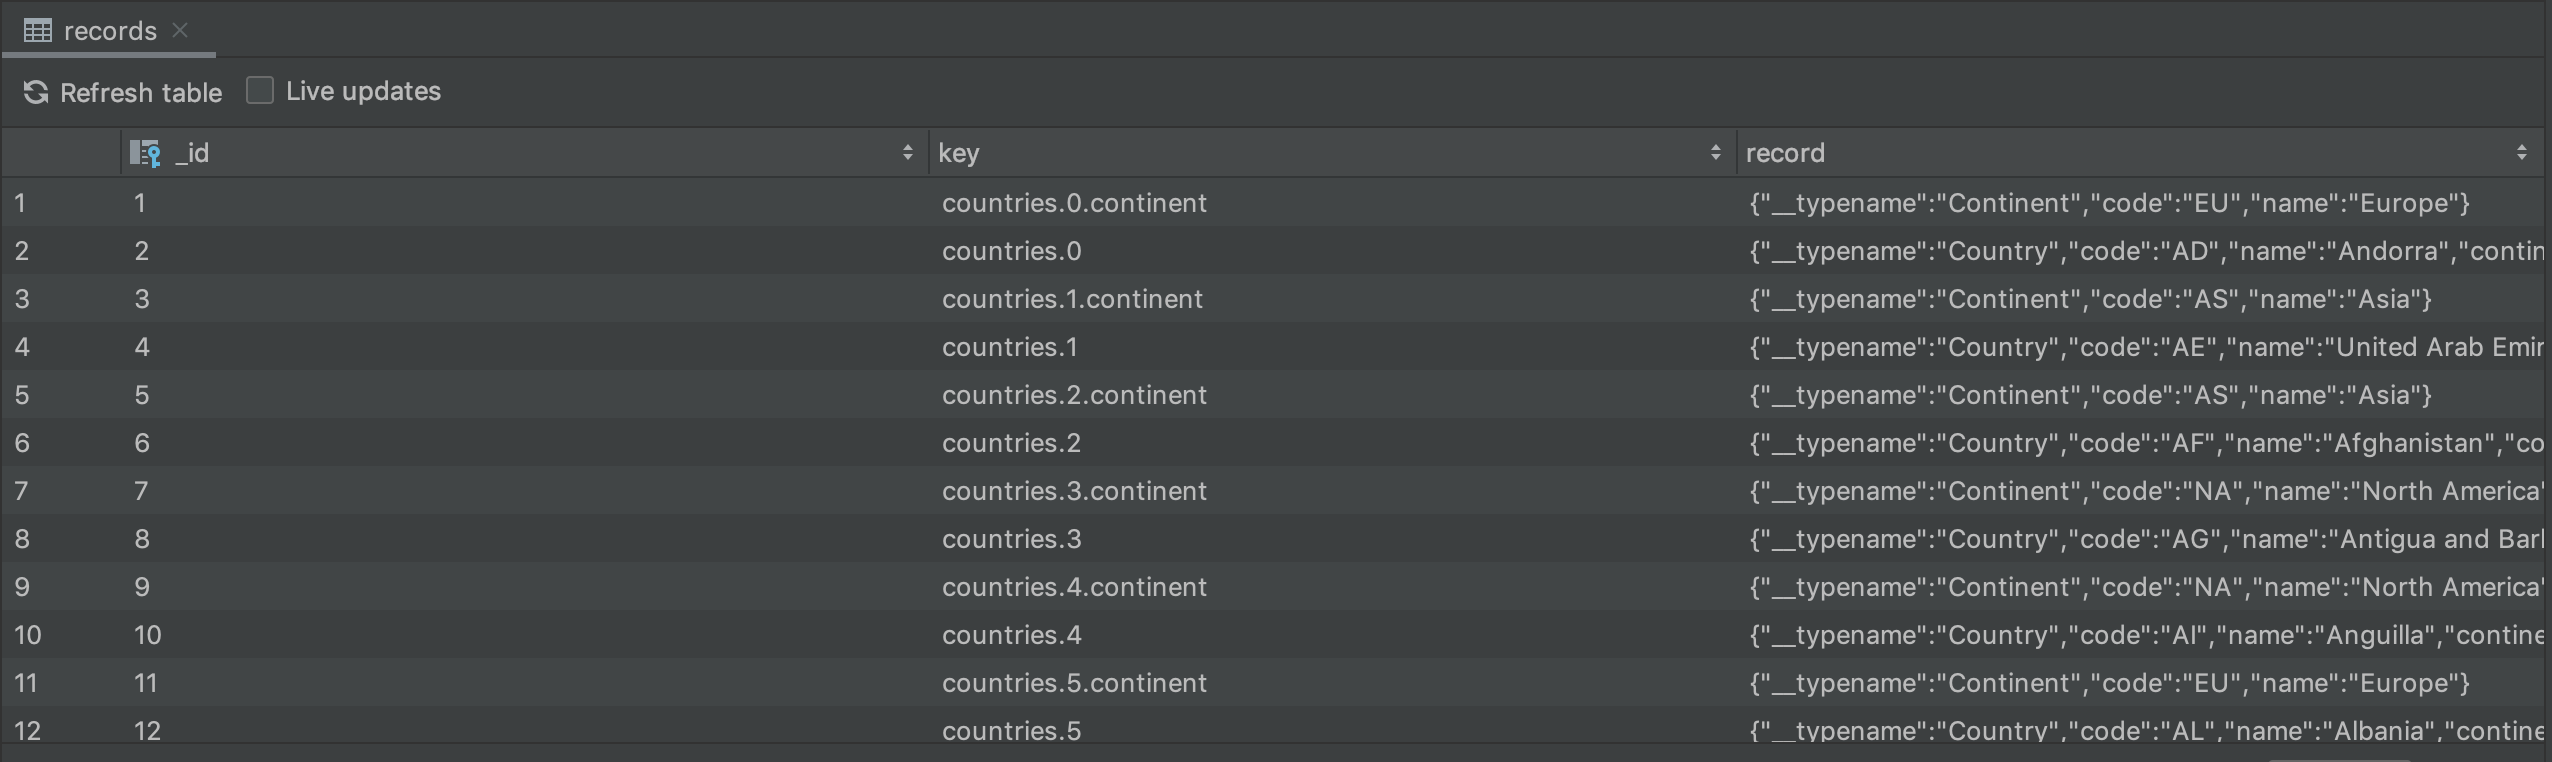 records
Refresh table Live updates
_id key record
1 1 countries.0.continent {"__typename":"Continent","code":"EU","name":"Europe"}
2 2 countries.0 {"__typename":"Country","code":"AD","name":"Andorra","contin
3 3 countries.1.continent {"__typename":"Continent","code":"AS","name":"Asia"}
4 4 countries.1 {"__typename":"Country","code":"AE","name":"United Arab Emir
5 5 countries.2.continent {"__typename":"Continent","code":"AS","name":"Asia"}
6 6 countries.2 {"__typename":"Country","code":"AF","name":"Afghanistan","co
7 7 countries.3.continent {"__typename":"Continent","code":"NA","name":"North America"
8 8 countries.3 {"__typename":"Country","code":"AG","name":"Antigua and Barb
9 9 countries.4.continent {"__typename":"Continent","code":"NA","name":"North America"
10 10 countries.4 {"__typename":"Country","code":"AI","name":"Anguilla","contine
11 11 countries.5.continent {"__typename":"Continent","code":"EU","name":"Europe"}
12 12 countries.5 {"__typename":"Country","code":"AL","name":"Albania","contine